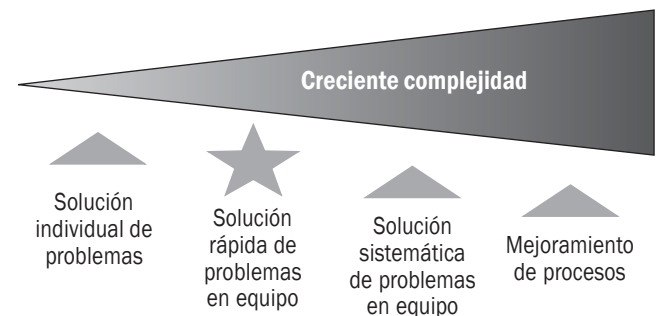 Creciente complejidad
Solución
individual de
problemas
Solución
rápida de
problemas
en equipo
Solución
sistemática
de problemas
en equipo
Mejoramiento
de procesos